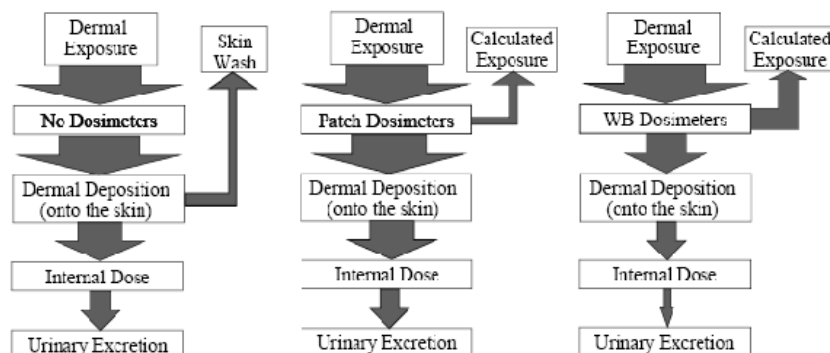 Dermal
Exposure
Skin
Wash
No Dosimeters
Dermal Deposition
(onto the skin)
Internal Dose
Urinary Excretion
Dermal
Exposure
Calculated
Exposure
Patch Dosimeters
Dermal Deposition
(onto the skin)
Internal Dose
Urinary Excretion
Dermal
Exposure
Calculated
Exposure
WB Dosimeters
Dermal Deposition
(onto the skin)
Internal Dose
Urinary Excretion